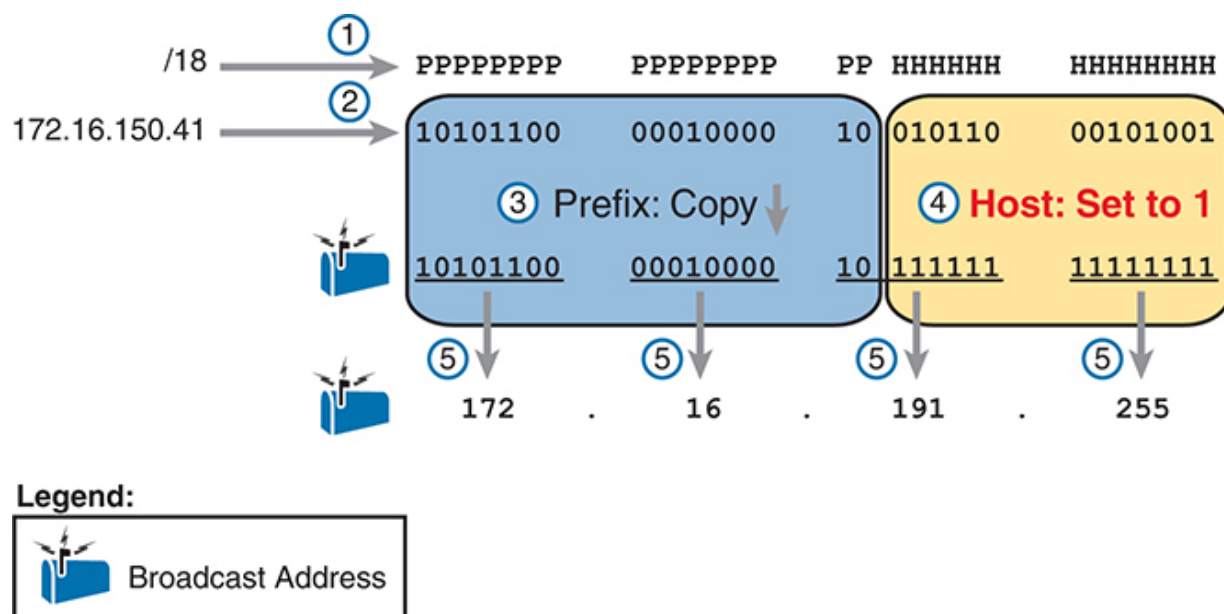 ①
/18 PPPPPPPP PPPPPPPP PP HHHHHH HHHHHHHH
②
172.16.150.41 10101100 00010000 10 010110 00101001
③ Prefix: Copy ④ Host: Set to 1
10101100 00010000 10 111111 11111111
⑤ ⑤ ⑤ ⑤
172 . 16 . 191 . 255
Legend:
Broadcast Address